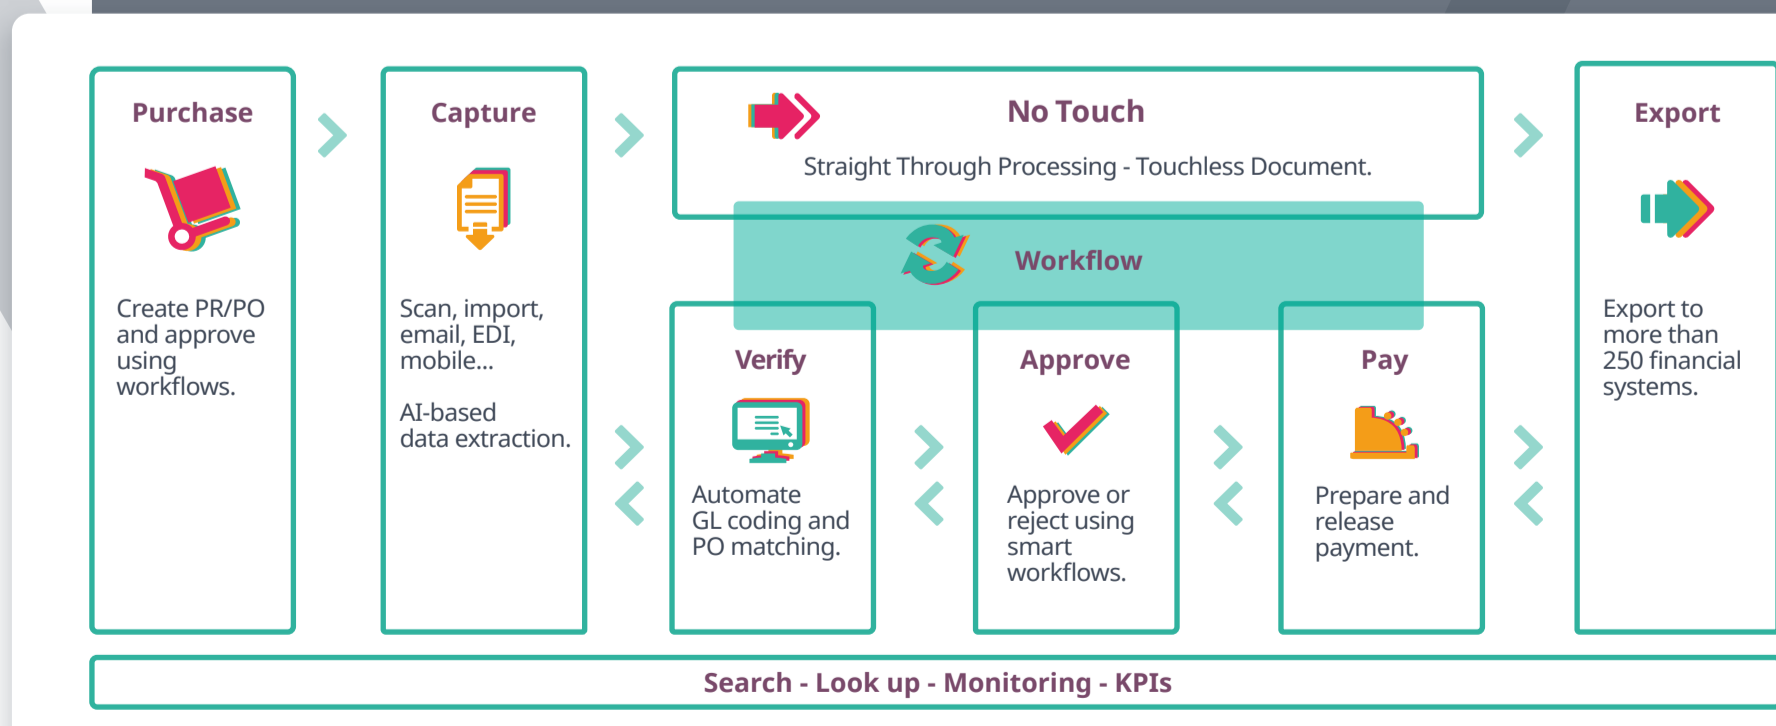 Purchase
Create PR/PO
and approve
using
workflows.
Capture
Scan, import,
email, EDI,
mobile...
AI-based
data extraction.
No Touch
Straight Through Processing - Touchless Document.
Workflow
Verify
Automate
GL coding and
PO matching.
Approve
Approve or
reject using
smart
workflows.
Pay
Prepare and
release
payment.
Export
Export to
more than
250 financial
systems.
Search - Look up - Monitoring - KPIs